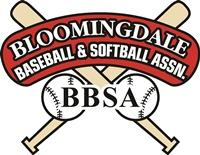 BLOOMINGDALE
BASEBALL & SOFTBALL ASSN.
BBSA